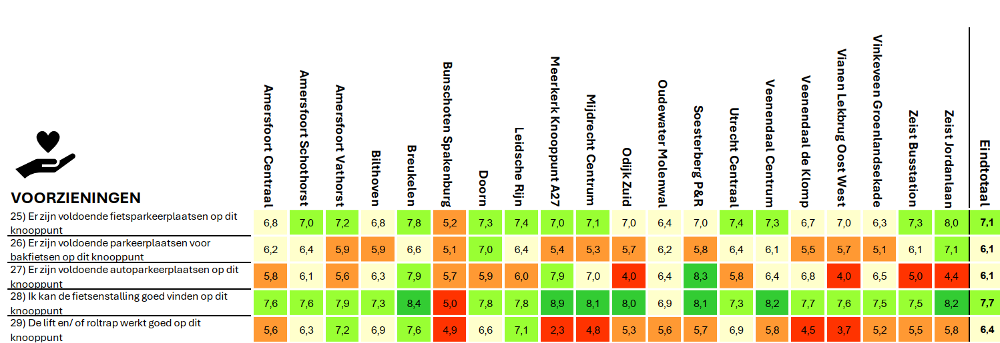 Amersfoort Centraal
Amersfoort Schothorst
Amersfoort Vathorst
Bilthoven
Breukelen
Bunschoten Spakenburg
Doorn
Leidsche Rijn
Meerkerk Knooppunt A27
Mijdrecht Centrum
Odijk Zuid
Oudewater Molenwal
Soesterberg P&R
Utrecht Centraal
Veenendaal Centrum
Veenendaal de Klomp
Vianen Lekbrug Oost West
Vinkeveen Groenlandsekade
Zeist Busstation
Zeist Jordanlaan
Eindtotaal
VOORZIENINGEN
25) Er zijn voldoende fietsparkeerplaatsen op dit
knooppunt
6,8 7,0 7,2 6,8 7,8 5,2 7,3 7,4 7,0 7,1 7,0 6,4 7,0 7,4 7,3 6,7 7,0 6,3 7,3 8,0 7,1
26) Er zijn voldoende parkeerplaatsen voor
bakfietsen op dit knooppunt
6,2 6,4 5,9 5,9 6,6 5,1 7,0 6,4 5,4 5,3 5,7 6,2 5,8 6,4 6,1 5,5 5,7 5,1 6,1 7,1 6,1
27) Er zijn voldoende autoparkeerplaatsen op dit
knooppunt
5,8 6,1 5,6 6,3 7,9 5,7 5,9 6,0 7,9 7,0 4,0 6,4 8,3 5,8 6,4 6,8 4,0 6,5 5,0 4,4 6,1
28) Ik kan de fietsenstalling goed vinden op dit
knooppunt
7,6 7,6 7,9 7,3 8,4 5,0 7,8 7,8 8,9 8,1 8,0 6,9 8,1 7,3 8,2 7,7 7,6 7,5 7,5 8,2 7,7
29) De lift en/ of roltrap werkt goed op dit
knooppunt
5,6 6,3 7,2 6,9 7,6 4,9 6,6 7,1 2,3 4,8 5,3 5,6 5,7 6,9 5,8 4,5 3,7 5,2 5,5 5,8 6,4